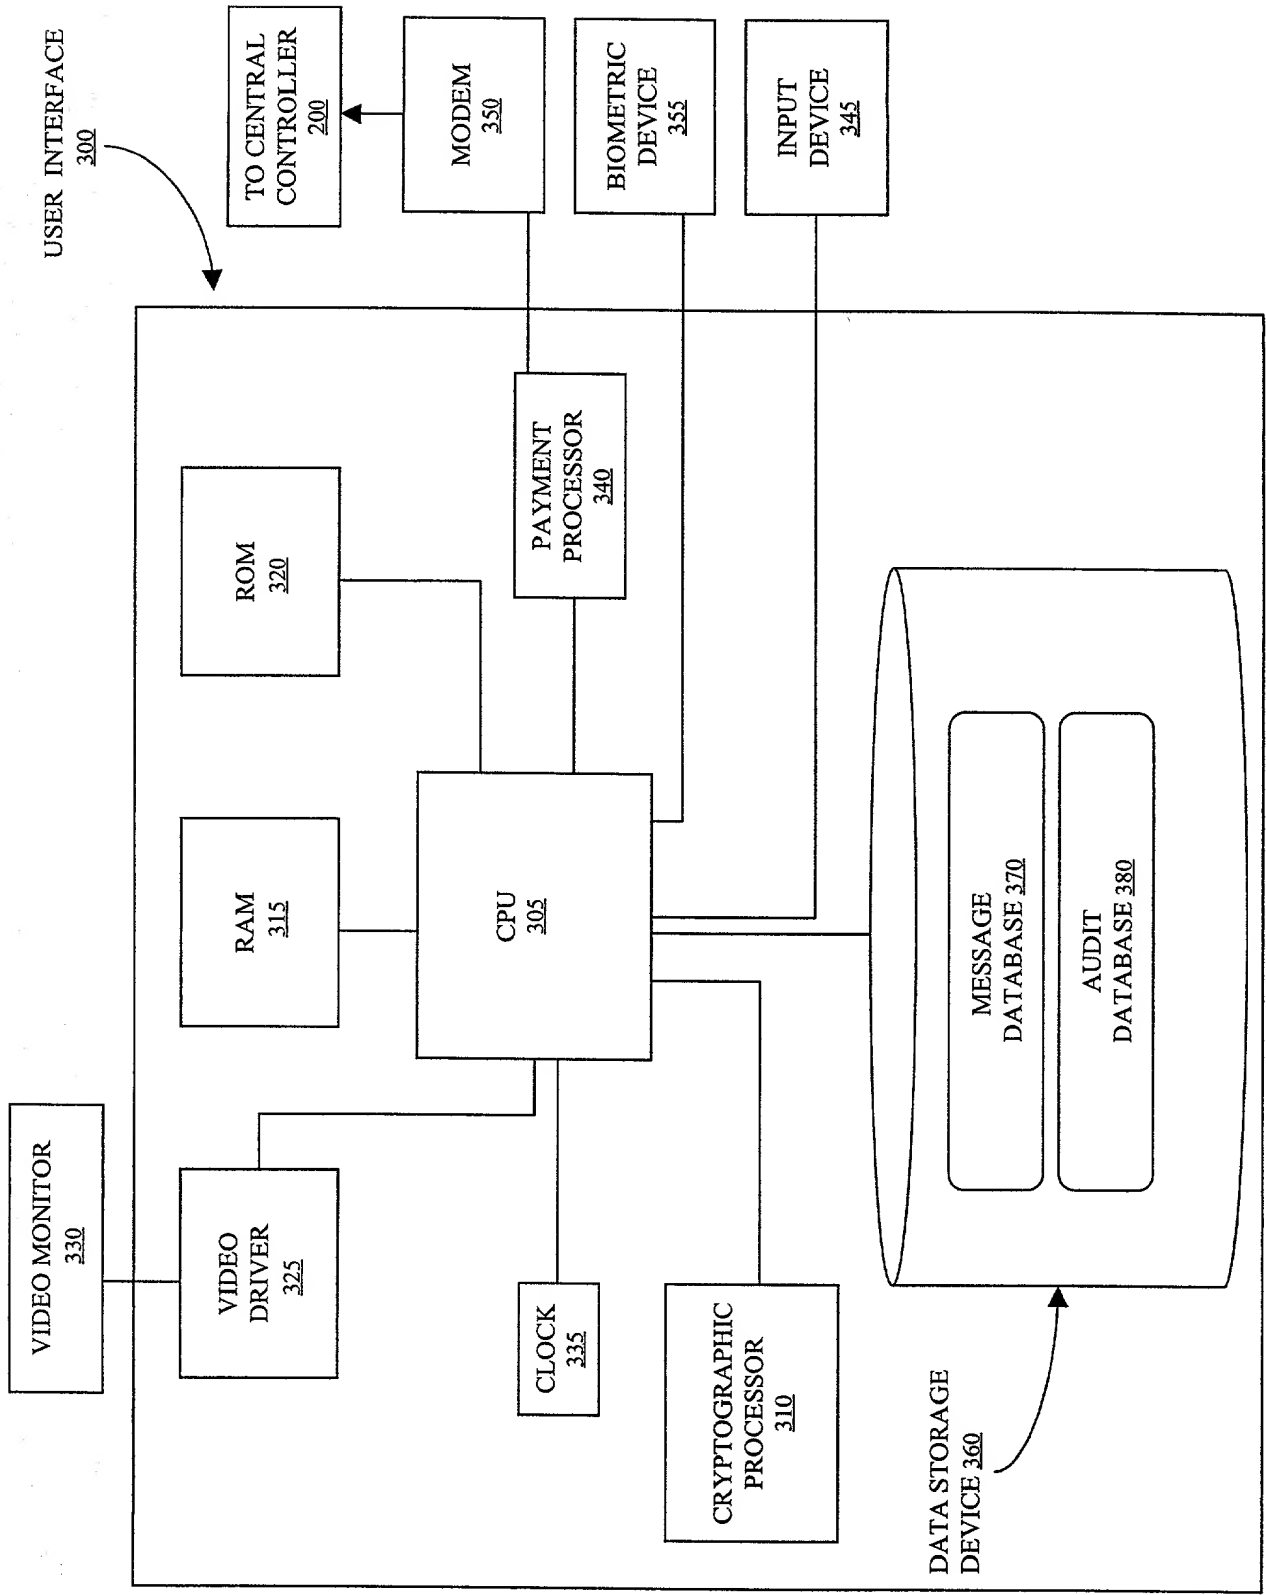 VIDEO MONITOR
330
VIDEO
DRIVER
325
RAM
315
ROM
320
USER INTERFACE
300
TO CENTRAL
CONTROLLER
200
MODEM
350
BIOMETRIC
DEVICE
355
INPUT
DEVICE
345
PAYMENT
PROCESSOR
340
CPU
305
CLOCK
335
CRYPTOGRAPHIC
PROCESSOR
310
MESSAGE
DATABASE 370
AUDIT
DATABASE 380
DATA STORAGE
DEVICE 360